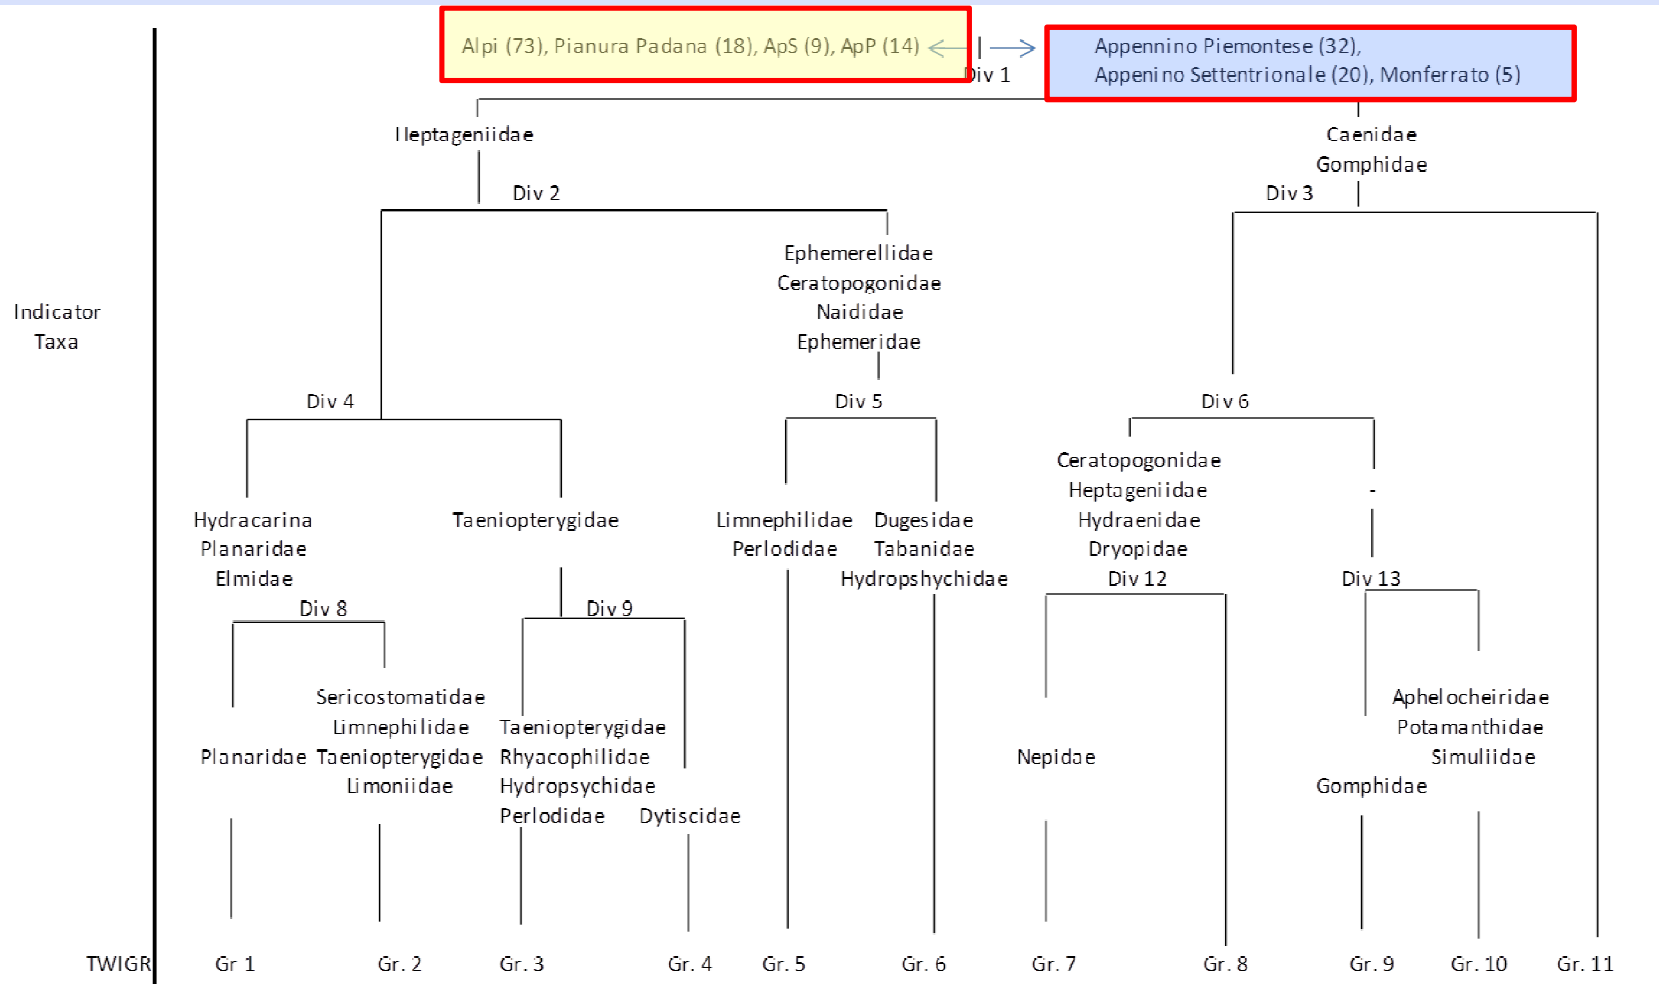 Alpi (73), Pianura Padana (18), ApS (9), ApP (14)
Appennino Piemontese (32),
Appenino Settentrionale (20), Monferrato (5)
Div 1
Heptageniidae
Caenidae
Gomphidae
Div 2
Div 3
Ephemerellidae
Ceratopogonidae
Naididae
Ephemeridae
Indicator
Taxa
Div 4
Div 5
Div 6
Hydracarina
Planaridae
Elmidae
Taeniopterygidae
Limnephilidae
Perlodidae
Dugesidae
Tabanidae
Hydropshychidae
Ceratopogonidae
Heptageniidae
Hydraenidae
Dryopidae
-
Div 8
Div 9
Div 12
Div 13
Planaridae
Sericostomatidae
Limnephilidae
Taeniopterygidae
Limoniidae
Taeniopterygidae
Rhyacophilidae
Hydropsychidae
Perlodidae
Dytiscidae
Nepidae
Gomphidae
Aphelocheiridae
Potamanthidae
Simuliidae
TWIGR Gr 1 Gr. 2 Gr. 3 Gr. 4 Gr. 5 Gr. 6 Gr. 7 Gr. 8 Gr. 9 Gr. 10 Gr. 11